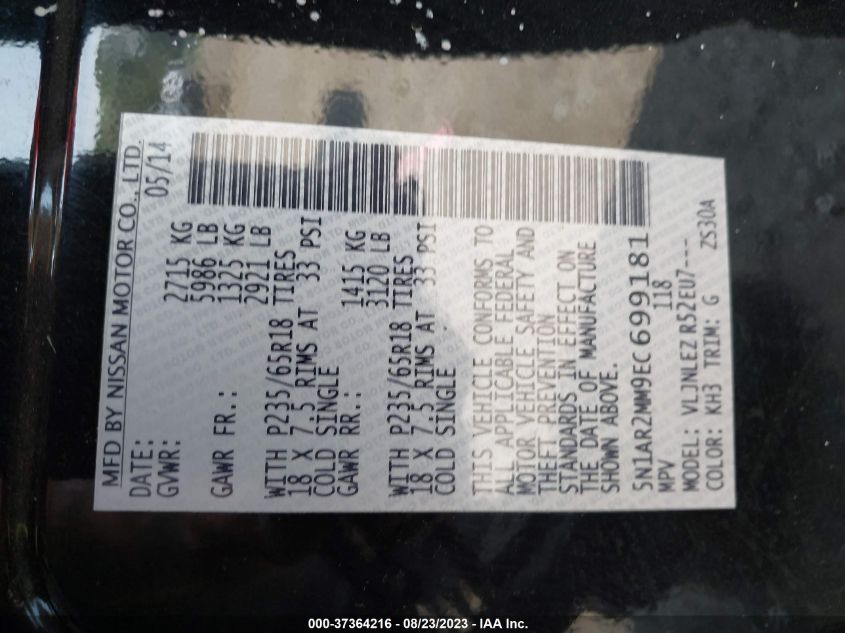 MFD BY NISSAN MOTOR CO., LTD.
DATE: 05/14
GVWR: 2715 KG
5986 LB
GAWR FR.: 1325 KG
2921 LB
WITH P235/65R18 TIRES
18 X 7.5 RIMS AT 33 PSI
COLD SINGLE
GAWR RR.: 1415 KG
3120 LB
WITH P235/65R18 TIRES
18 X 7.5 RIMS AT 33 PSI
COLD SINGLE
THIS VEHICLE CONFORMS TO
ALL APPLICABLE FEDERAL
MOTOR VEHICLE SAFETY AND
THEFT PREVENTION
STANDARDS IN EFFECT ON
THE DATE OF MANUFACTURE
SHOWN ABOVE.
5N1AR2MM9EC699181
MPV 118
MODEL: VLJNLEZ R52EU7---
COLOR: KH3 TRIM: G ZS30A
000-37364216 - 08/23/2023 - IAA Inc.